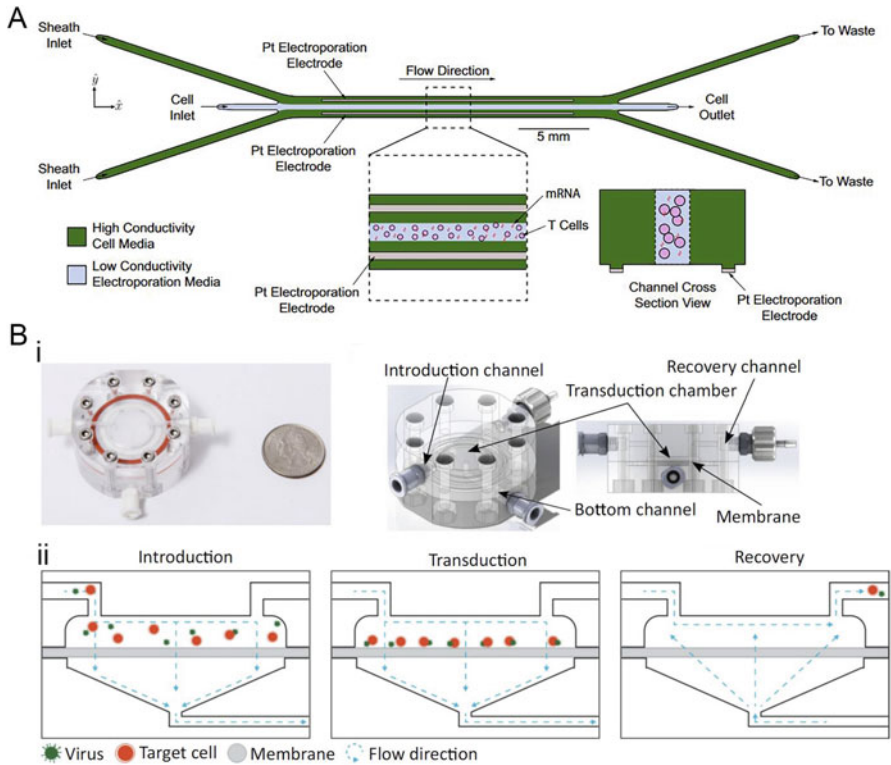 A
Sheath
Inlet
Pt Electroporation
Electrode
Flow Direction
To Waste
ŷ
x̂
Cell
Inlet
Cell
Outlet
Pt Electroporation
Electrode
5 mm
Sheath
Inlet
To Waste
mRNA
T Cells
High Conductivity
Cell Media
Low Conductivity
Electroporation Media
Pt Electroporation
Electrode
Channel Cross
Section View
Pt Electroporation
Electrode
B
i
Introduction channel
Recovery channel
Transduction chamber
Bottom channel
Membrane
ii
Introduction
Transduction
Recovery
Virus
Target cell
Membrane
Flow direction